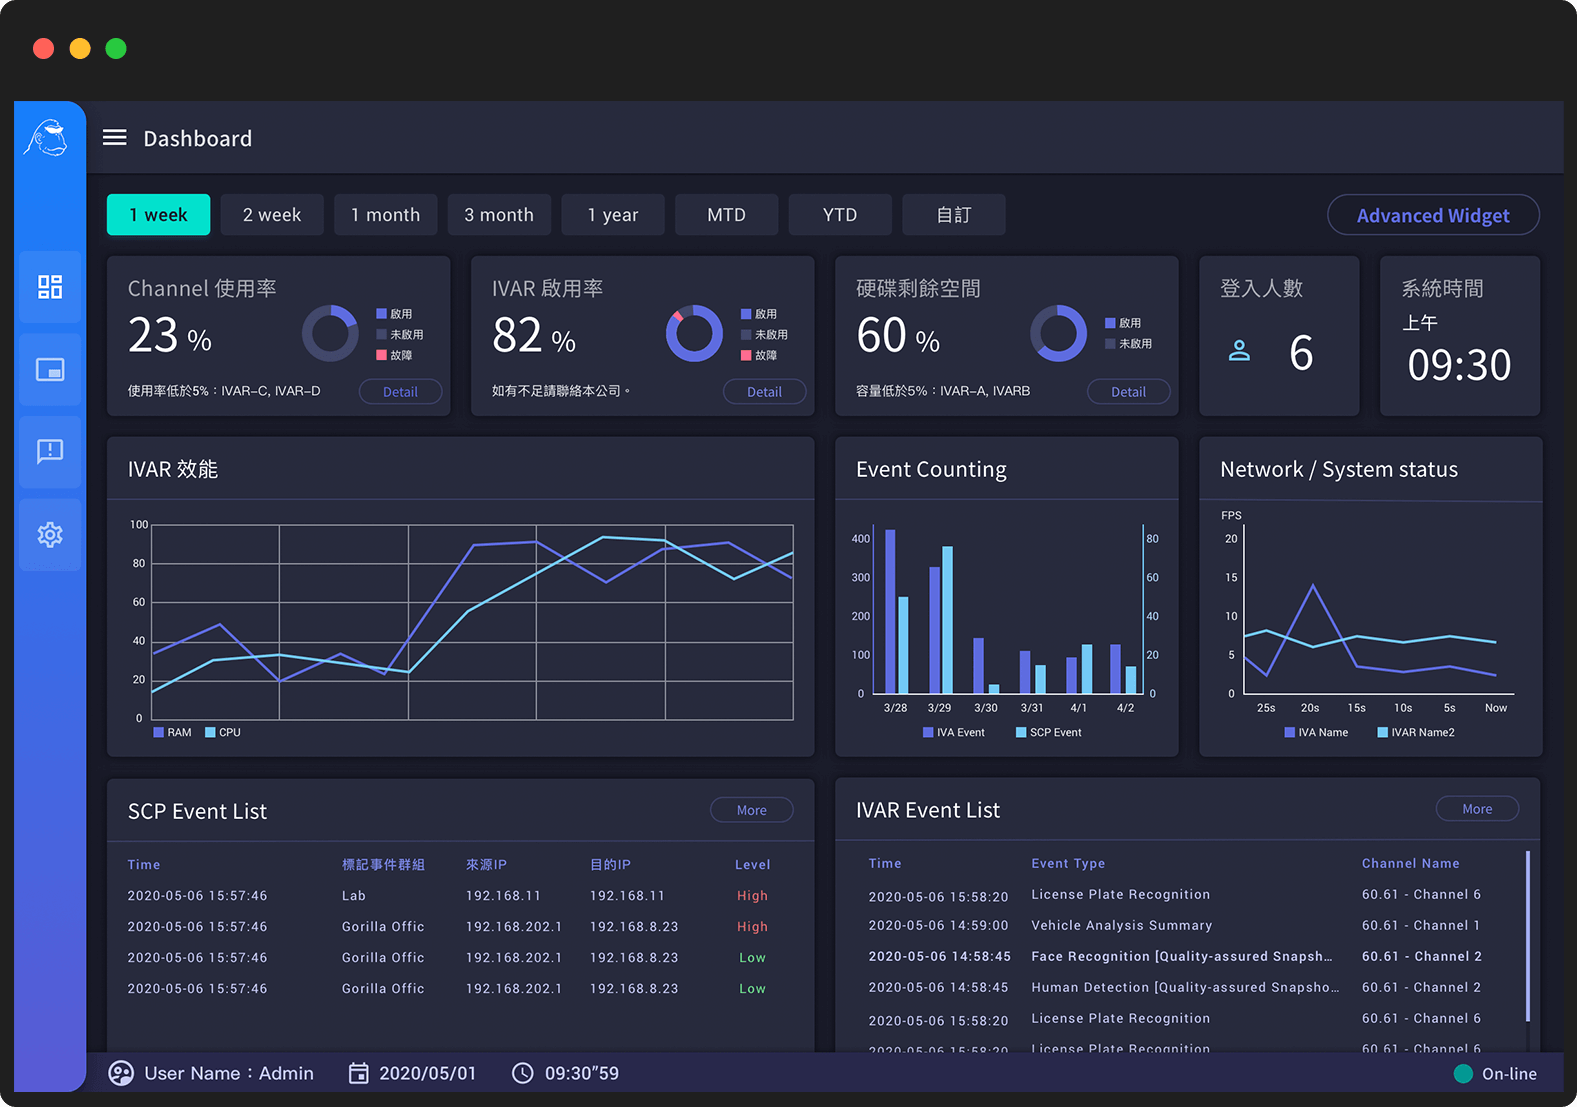 Dashboard
1 week
2 week
1 month
3 month
1 year
MTD
YTD
自訂
Advanced Widget
Channel 使用率
23 %
啟用
未啟用
故障
使用率低於5%：IVAR-C, IVAR-D
Detail
IVAR 啟用率
82 %
啟用
未啟用
故障
如有不足請聯絡本公司。
Detail
硬碟剩餘空間
60 %
啟用
未啟用
容量低於5%：IVAR-A, IVARB
Detail
登入人數
6
系統時間
上午
09:30
IVAR 效能
100
80
60
40
20
0
RAM CPU
Event Counting
400
300
200
100
0
80
60
40
20
0
3/28 3/29 3/30 3/31 4/1 4/2
IVA Event SCP Event
Network / System status
FPS
20
15
10
5
0
25s 20s 15s 10s 5s Now
IVA Name IVAR Name2
SCP Event List
More
Time 標記事件群組 來源IP 目的IP Level
2020-05-06 15:57:46 Lab 192.168.11 192.168.11 High
2020-05-06 15:57:46 Gorilla Offic 192.168.202.1 192.168.8.23 High
2020-05-06 15:57:46 Gorilla Offic 192.168.202.1 192.168.8.23 Low
2020-05-06 15:57:46 Gorilla Offic 192.168.202.1 192.168.8.23 Low
IVAR Event List
More
Time Event Type Channel Name
2020-05-06 15:58:20 License Plate Recognition 60.61 - Channel 6
2020-05-06 14:59:00 Vehicle Analysis Summary 60.61 - Channel 1
2020-05-06 14:58:45 Face Recognition [Quality-assured Snapsh... 60.61 - Channel 2
2020-05-06 14:58:45 Human Detection [Quality-assured Snapsho... 60.61 - Channel 2
2020-05-06 15:58:20 License Plate Recognition 60.61 - Channel 6
2020-05-06 15:58:20 License Plate Recognition 60.61 - Channel 6
User Name：Admin
2020/05/01
09:30”59
On-line